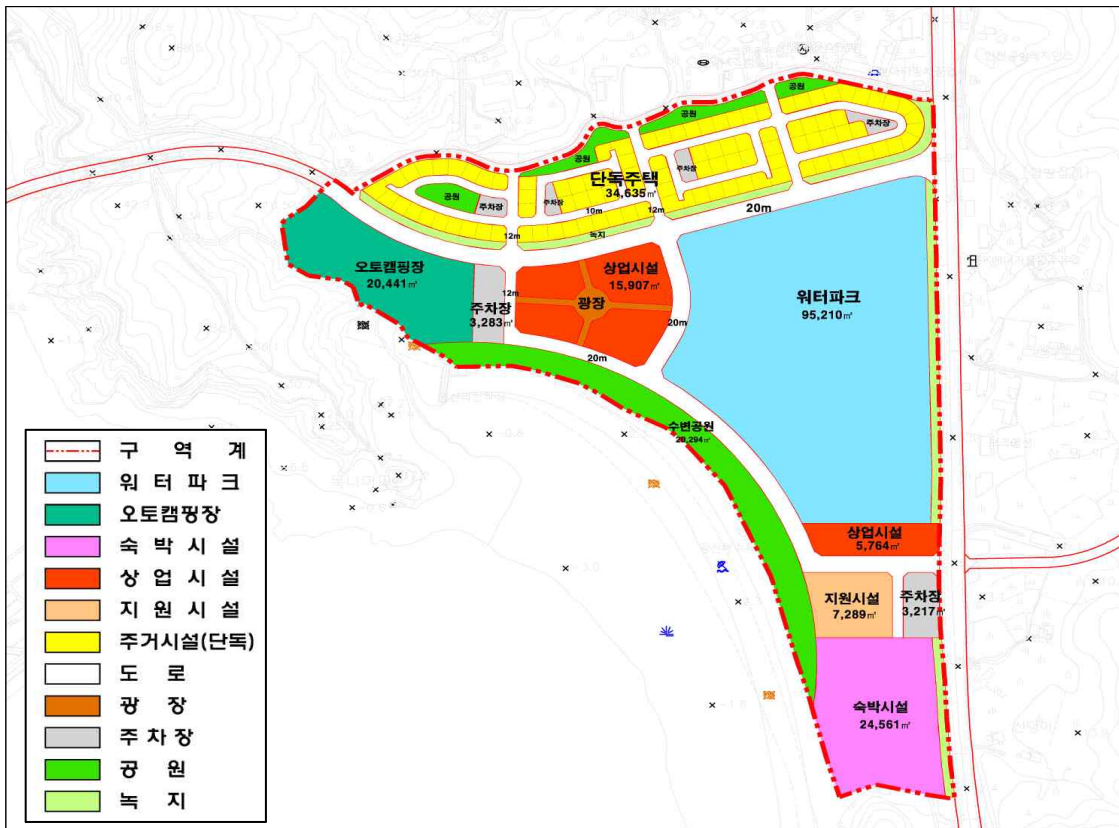 공원
공원
주차장
공원
주차장
단독주택
34,635㎡
공원
주차장
주차장
10m
12m
20m
12m
녹지
오토캠핑장
20,441㎡
상업시설
15,907㎡
12m
광장
주차장
3,283㎡
20m
20m
워터파크
95,210㎡
수변공원
상업시설
5,764㎡
지원시설
7,289㎡
주차장
3,217㎡
숙박시설
24,561㎡
구 역 계
워 터 파 크
오토캠핑장
숙 박 시 설
상 업 시 설
지 원 시 설
주거시설(단독)
도 로
광 장
주 차 장
공 원
녹 지